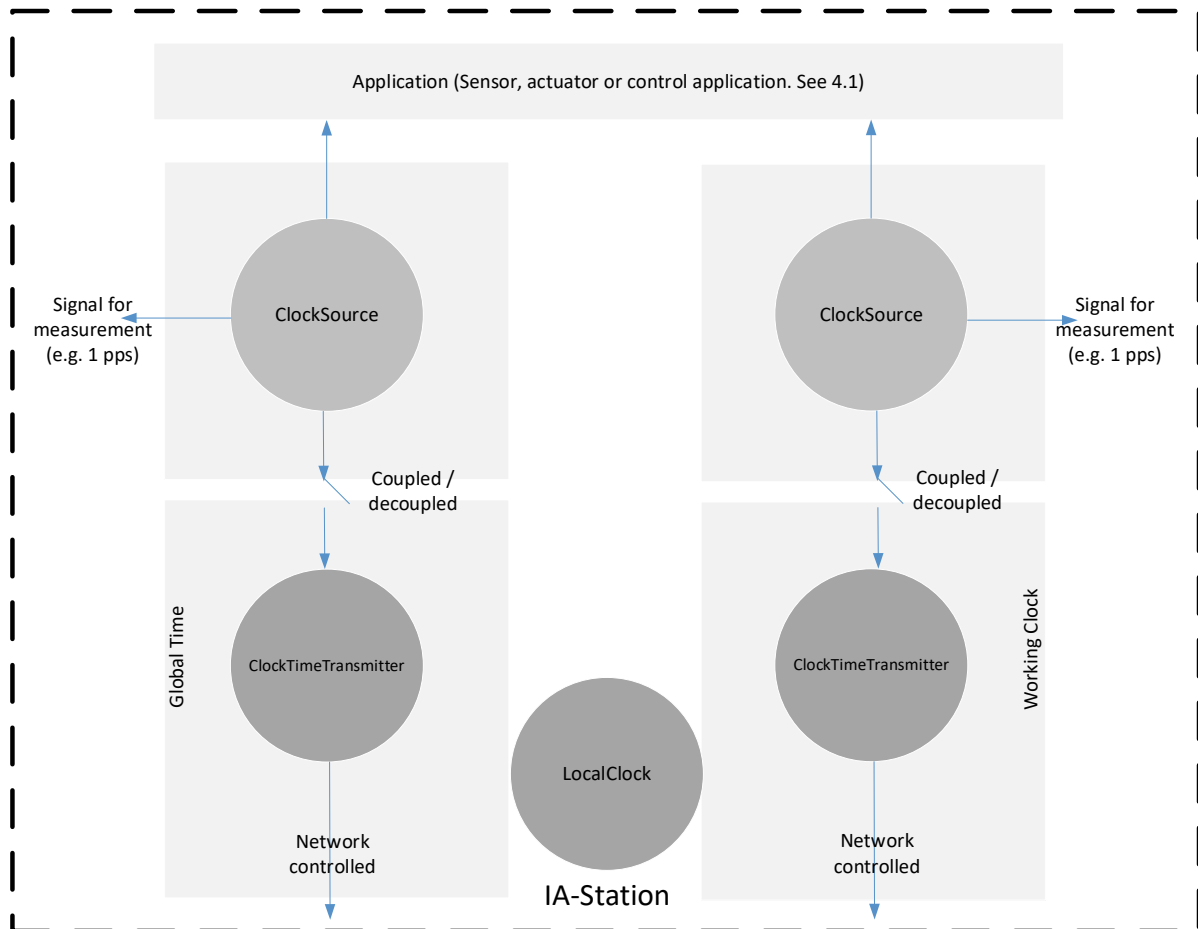 Application (Sensor, actuator or control application. See 4.1)
ClockSource
ClockSource
Signal for
measurement
(e.g. 1 pps)
Signal for
measurement
(e.g. 1 pps)
Coupled /
decoupled
Coupled /
decoupled
Global Time
ClockTimeTransmitter
ClockTimeTransmitter
Working Clock
LocalClock
Network
controlled
Network
controlled
IA-Station